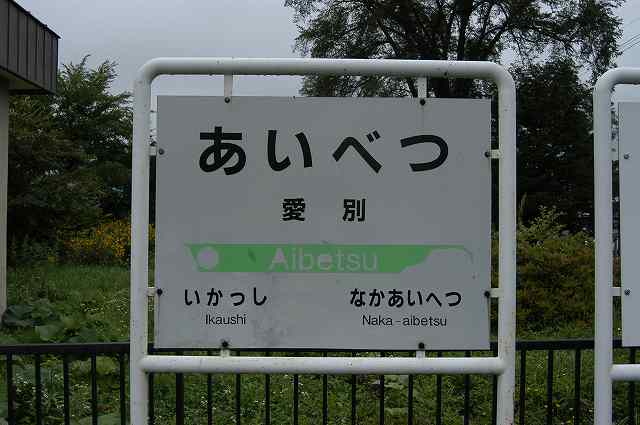 あいべつ
愛別
Aibetsu
いかっし なかあいべつ
Ikaushi Naka-aibetsu